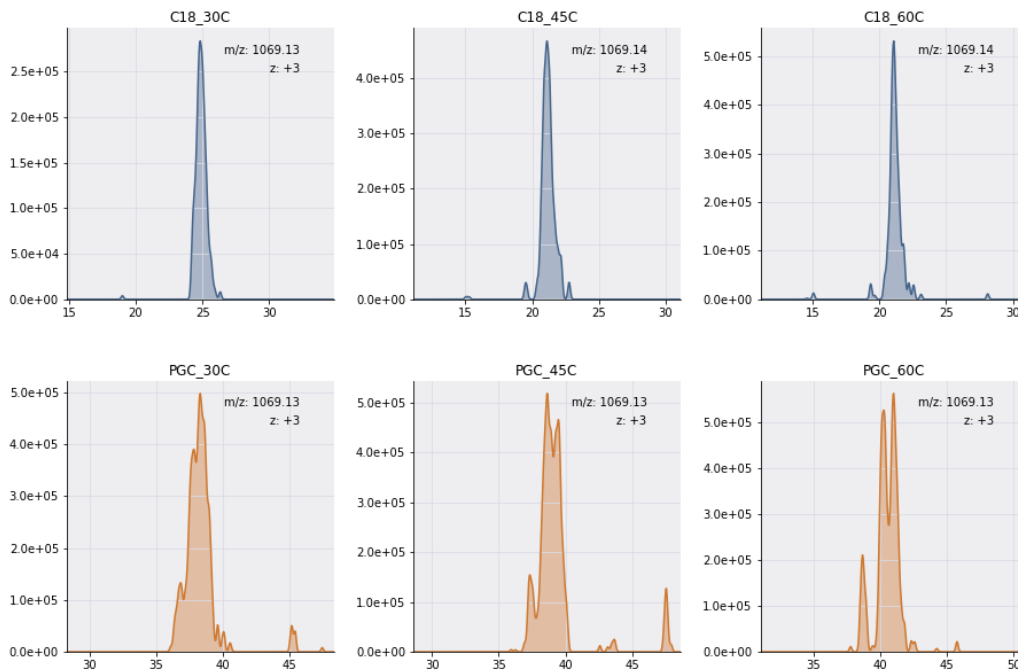 C18_30C
m/z: 1069.13
z: +3
2.5e+05
2.0e+05
1.5e+05
1.0e+05
5.0e+04
0.0e+00
15 20 25 30
C18_45C
m/z: 1069.14
z: +3
4.0e+05
3.0e+05
2.0e+05
1.0e+05
0.0e+00
15 20 25 30
C18_60C
m/z: 1069.14
z: +3
5.0e+05
4.0e+05
3.0e+05
2.0e+05
1.0e+05
0.0e+00
15 20 25 30
PGC_30C
m/z: 1069.13
z: +3
5.0e+05
4.0e+05
3.0e+05
2.0e+05
1.0e+05
0.0e+00
30 35 40 45
PGC_45C
m/z: 1069.13
z: +3
5.0e+05
4.0e+05
3.0e+05
2.0e+05
1.0e+05
0.0e+00
30 35 40 45
PGC_60C
m/z: 1069.13
z: +3
5.0e+05
4.0e+05
3.0e+05
2.0e+05
1.0e+05
0.0e+00
35 40 45 50